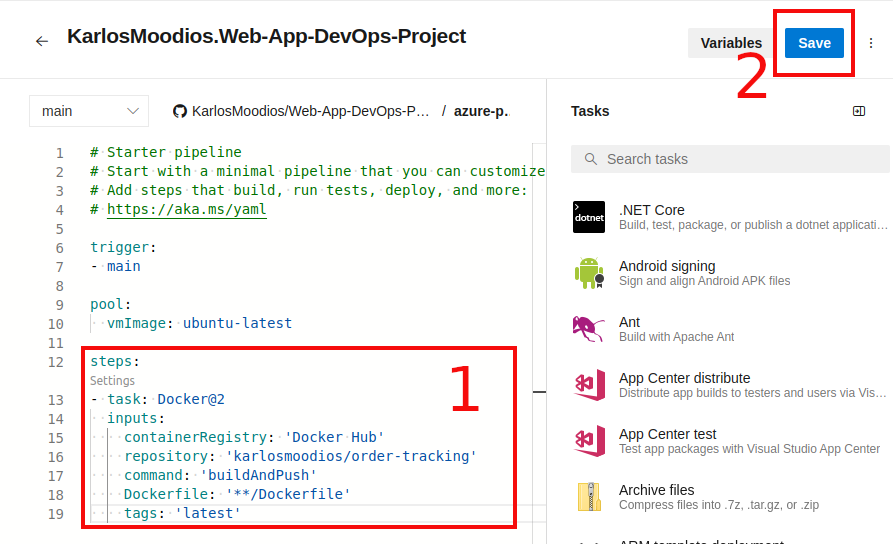 KarlosMoodios.Web-App-DevOps-Project
Variables
Save
2
main
KarlosMoodios/Web-App-DevOps-P… / azure-p..
Tasks
Search tasks
1 # Starter pipeline
2 # Start with a minimal pipeline that you can customize
3 # Add steps that build, run tests, deploy, and more:
4 # https://aka.ms/yaml
5
6 trigger:
7 - main
8
9 pool:
10 vmImage: ubuntu-latest
11
12 steps:
Settings
13 - task: Docker@2
14 inputs:
15 containerRegistry: 'Docker Hub'
16 repository: 'karlosmoodios/order-tracking'
17 command: 'buildAndPush'
18 Dockerfile: '**/Dockerfile'
19 tags: 'latest'
1
dotnet
.NET Core
Build, test, package, or publish a dotnet applicati…
Android signing
Sign and align Android APK files
Ant
Build with Apache Ant
App Center distribute
Distribute app builds to testers and users via Vis…
App Center test
Test app packages with Visual Studio App Center
Archive files
Compress files into .7z, .tar.gz, or .zip
ARM template deployment